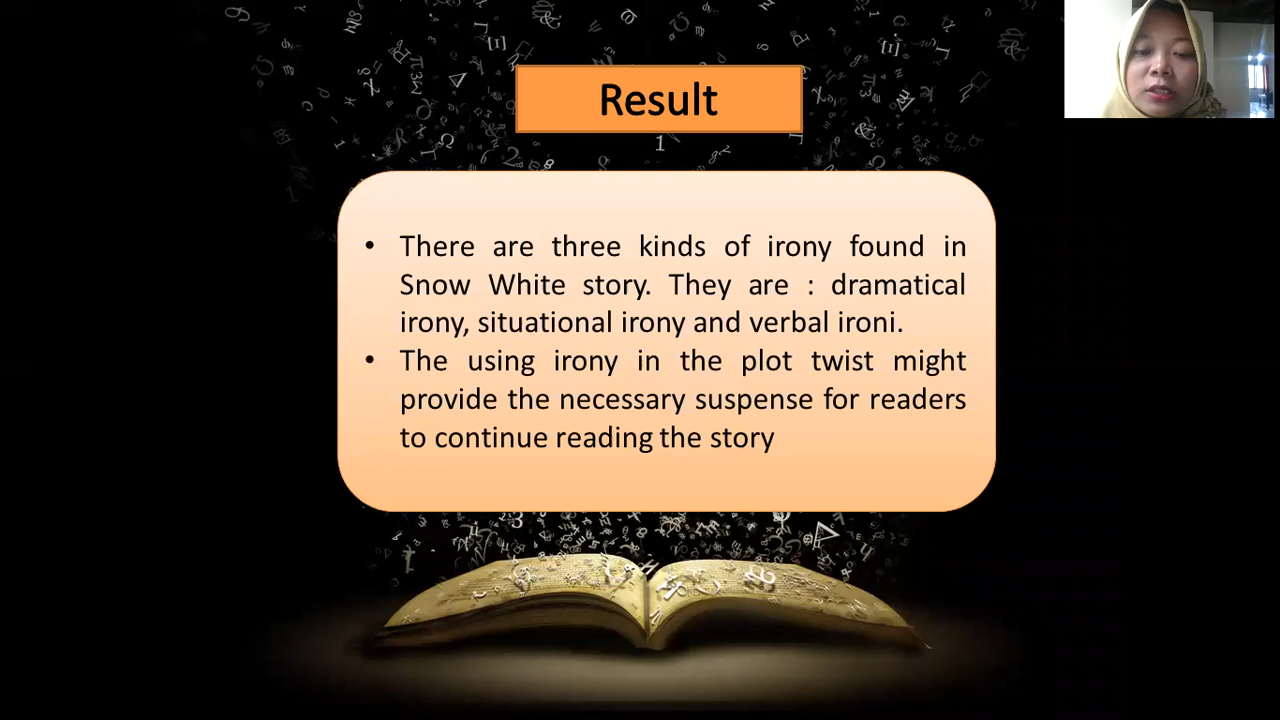 Result
• There are three kinds of irony found in
Snow White story. They are : dramatical
irony, situational irony and verbal ironi.
• The using irony in the plot twist might
provide the necessary suspense for readers
to continue reading the story